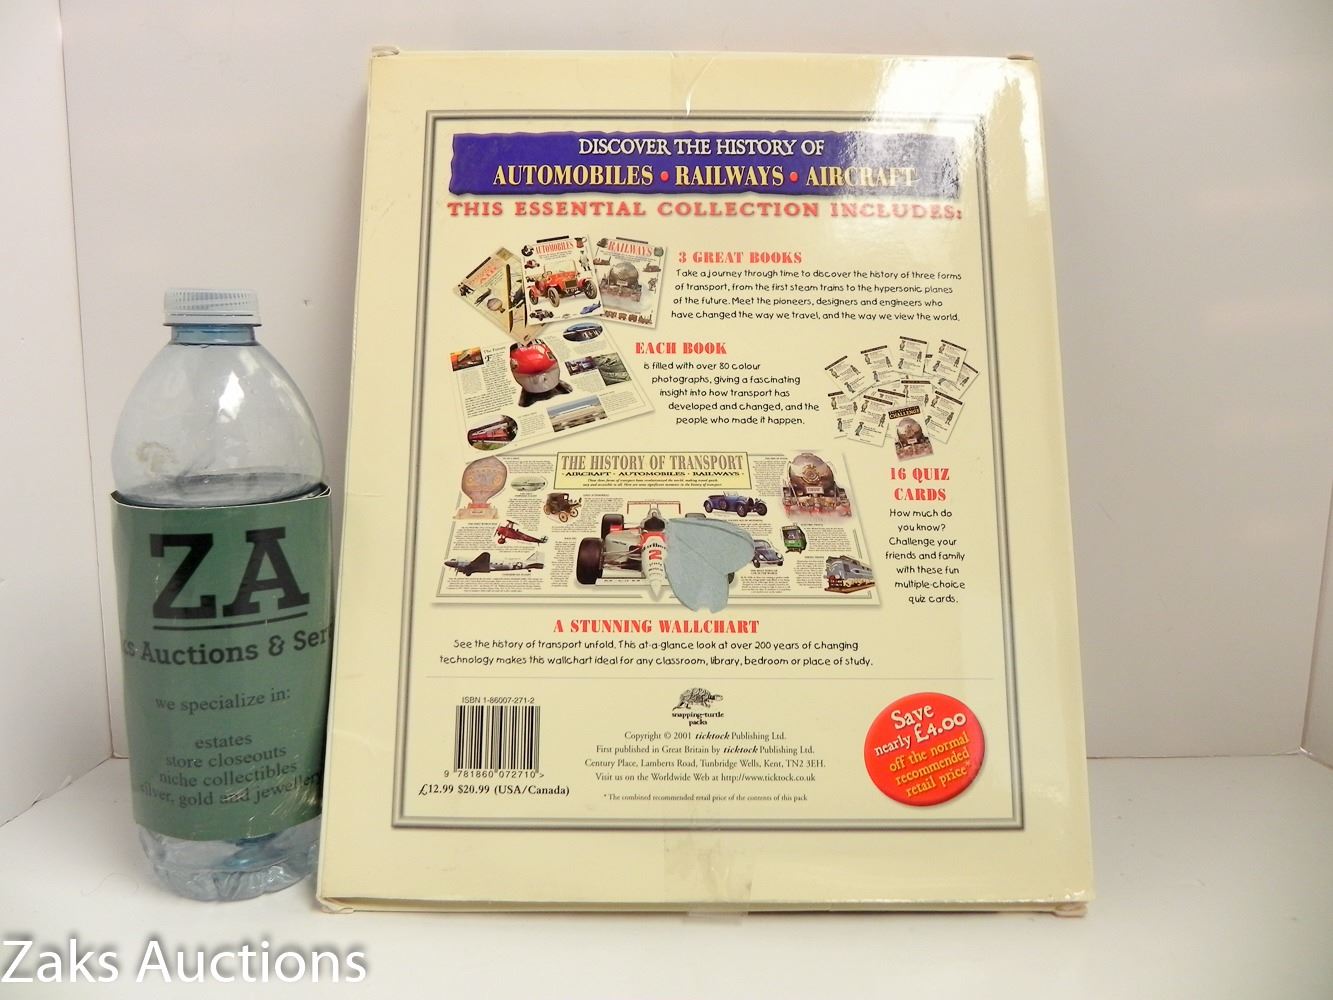 DISCOVER THE HISTORY OF
AUTOMOBILES • RAILWAYS • AIRCRAFT
THIS ESSENTIAL COLLECTION INCLUDES:
AUTOMOBILES
RAILWAYS
3 GREAT BOOKS
Take a journey through time to discover the history of three forms
of transport, from the first steam trains to the hypersonic planes
of the future. Meet the pioneers, designers and engineers who
have changed the way we travel, and the way we view the world.
The Future
EACH BOOK
is filled with over 80 colour
photographs, giving a fascinating
insight into how transport has
developed and changed, and the
people who made it happen.
CHALLENGE
THE HISTORY OF TRANSPORT
AIRCRAFT · AUTOMOBILES · RAILWAYS
2
16 QUIZ
CARDS
How much do
you know?
Challenge your
friends and family
with these fun
multiple-choice
quiz cards.
A STUNNING WALLCHART
See the history of transport unfold. This at-a-glance look at over 200 years of changing
technology makes this wallchart ideal for any classroom, library, bedroom or place of study.
ISBN 1-86007-271-2
9 781860 072710 >
£12.99 $20.99 (USA/Canada)
snapping-turtle
packs
Copyright © 2001 ticktock Publishing Ltd.
First published in Great Britain by ticktock Publishing Ltd.
Century Place, Lamberts Road, Tunbridge Wells, Kent, TN2 3EH.
Visit us on the Worldwide Web at http://www.ticktock.co.uk
* The combined recommended retail price of the contents of this pack
Save
nearly £4.00
off the normal
recommended
retail price*
ZA
Auctions & Ser
we specialize in:
estates
store closeouts
niche collectibles
silver, gold and jewellery
Zaks Auctions